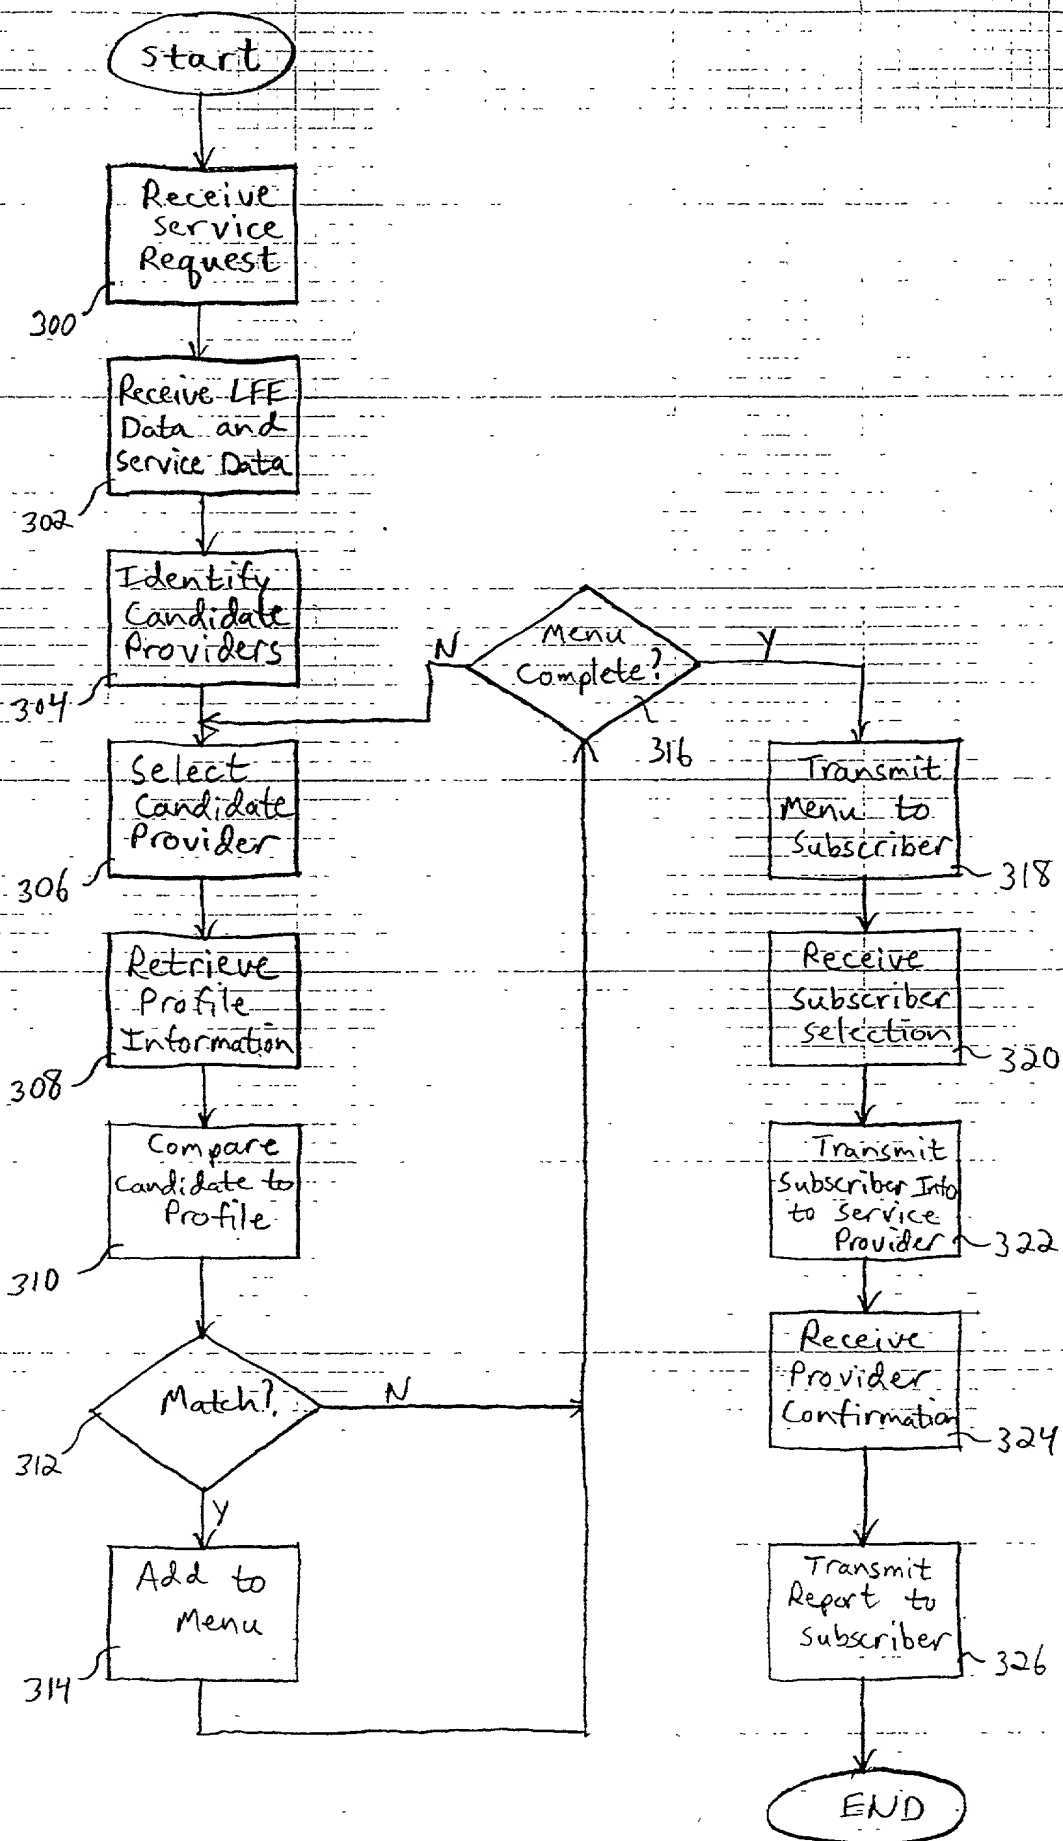 Start
Receive
Service
Request
300
Receive LFE
Data and
Service Data
302
Identify
Candidate
Providers
304
Select
Candidate
Provider
306
Retrieve
Profile
Information
308
Compare
Candidate to
Profile
310
Match?
N
312
Y
Add to
Menu
314
Menu
Complete?
N
Y
316
Transmit
Menu to
Subscriber
318
Receive
Subscriber
Selection
320
Transmit
Subscriber Info
to Service
Provider
322
Receive
Provider
Confirmation
324
Transmit
Report to
Subscriber
326
END